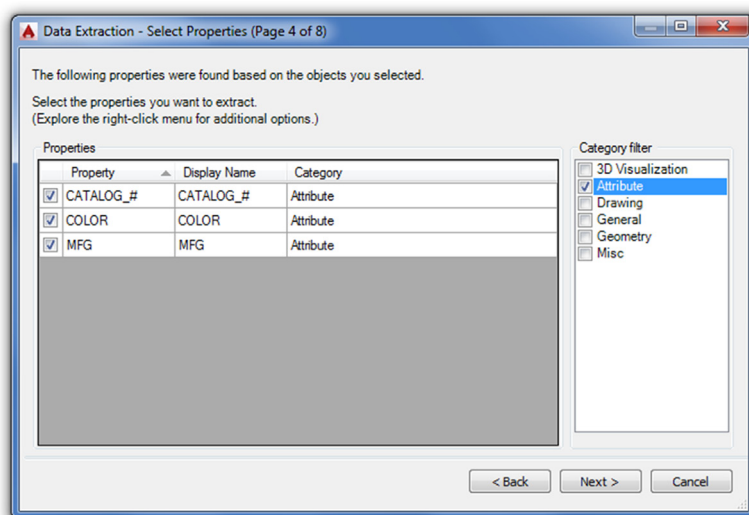 Data Extraction - Select Properties (Page 4 of 8)
The following properties were found based on the objects you selected.
Select the properties you want to extract.
(Explore the right-click menu for additional options.)
Properties
Property Display Name Category
CATALOG_# CATALOG_# Attribute
COLOR COLOR Attribute
MFG MFG Attribute
Category filter
3D Visualization
Attribute
Drawing
General
Geometry
Misc
< Back Next > Cancel